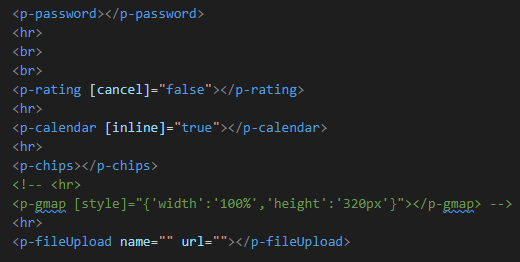 <p-password></p-password>
<hr>
<br>
<br>
<p-rating [cancel]="false"></p-rating>
<hr>
<p-calendar [inline]="true"></p-calendar>
<hr>
<p-chips></p-chips>
<!-- <hr>
<p-gmap [style]="{'width':'100%','height':'320px'}"></p-gmap> -->
<hr>
<p-fileUpload name="" url=""></p-fileUpload>